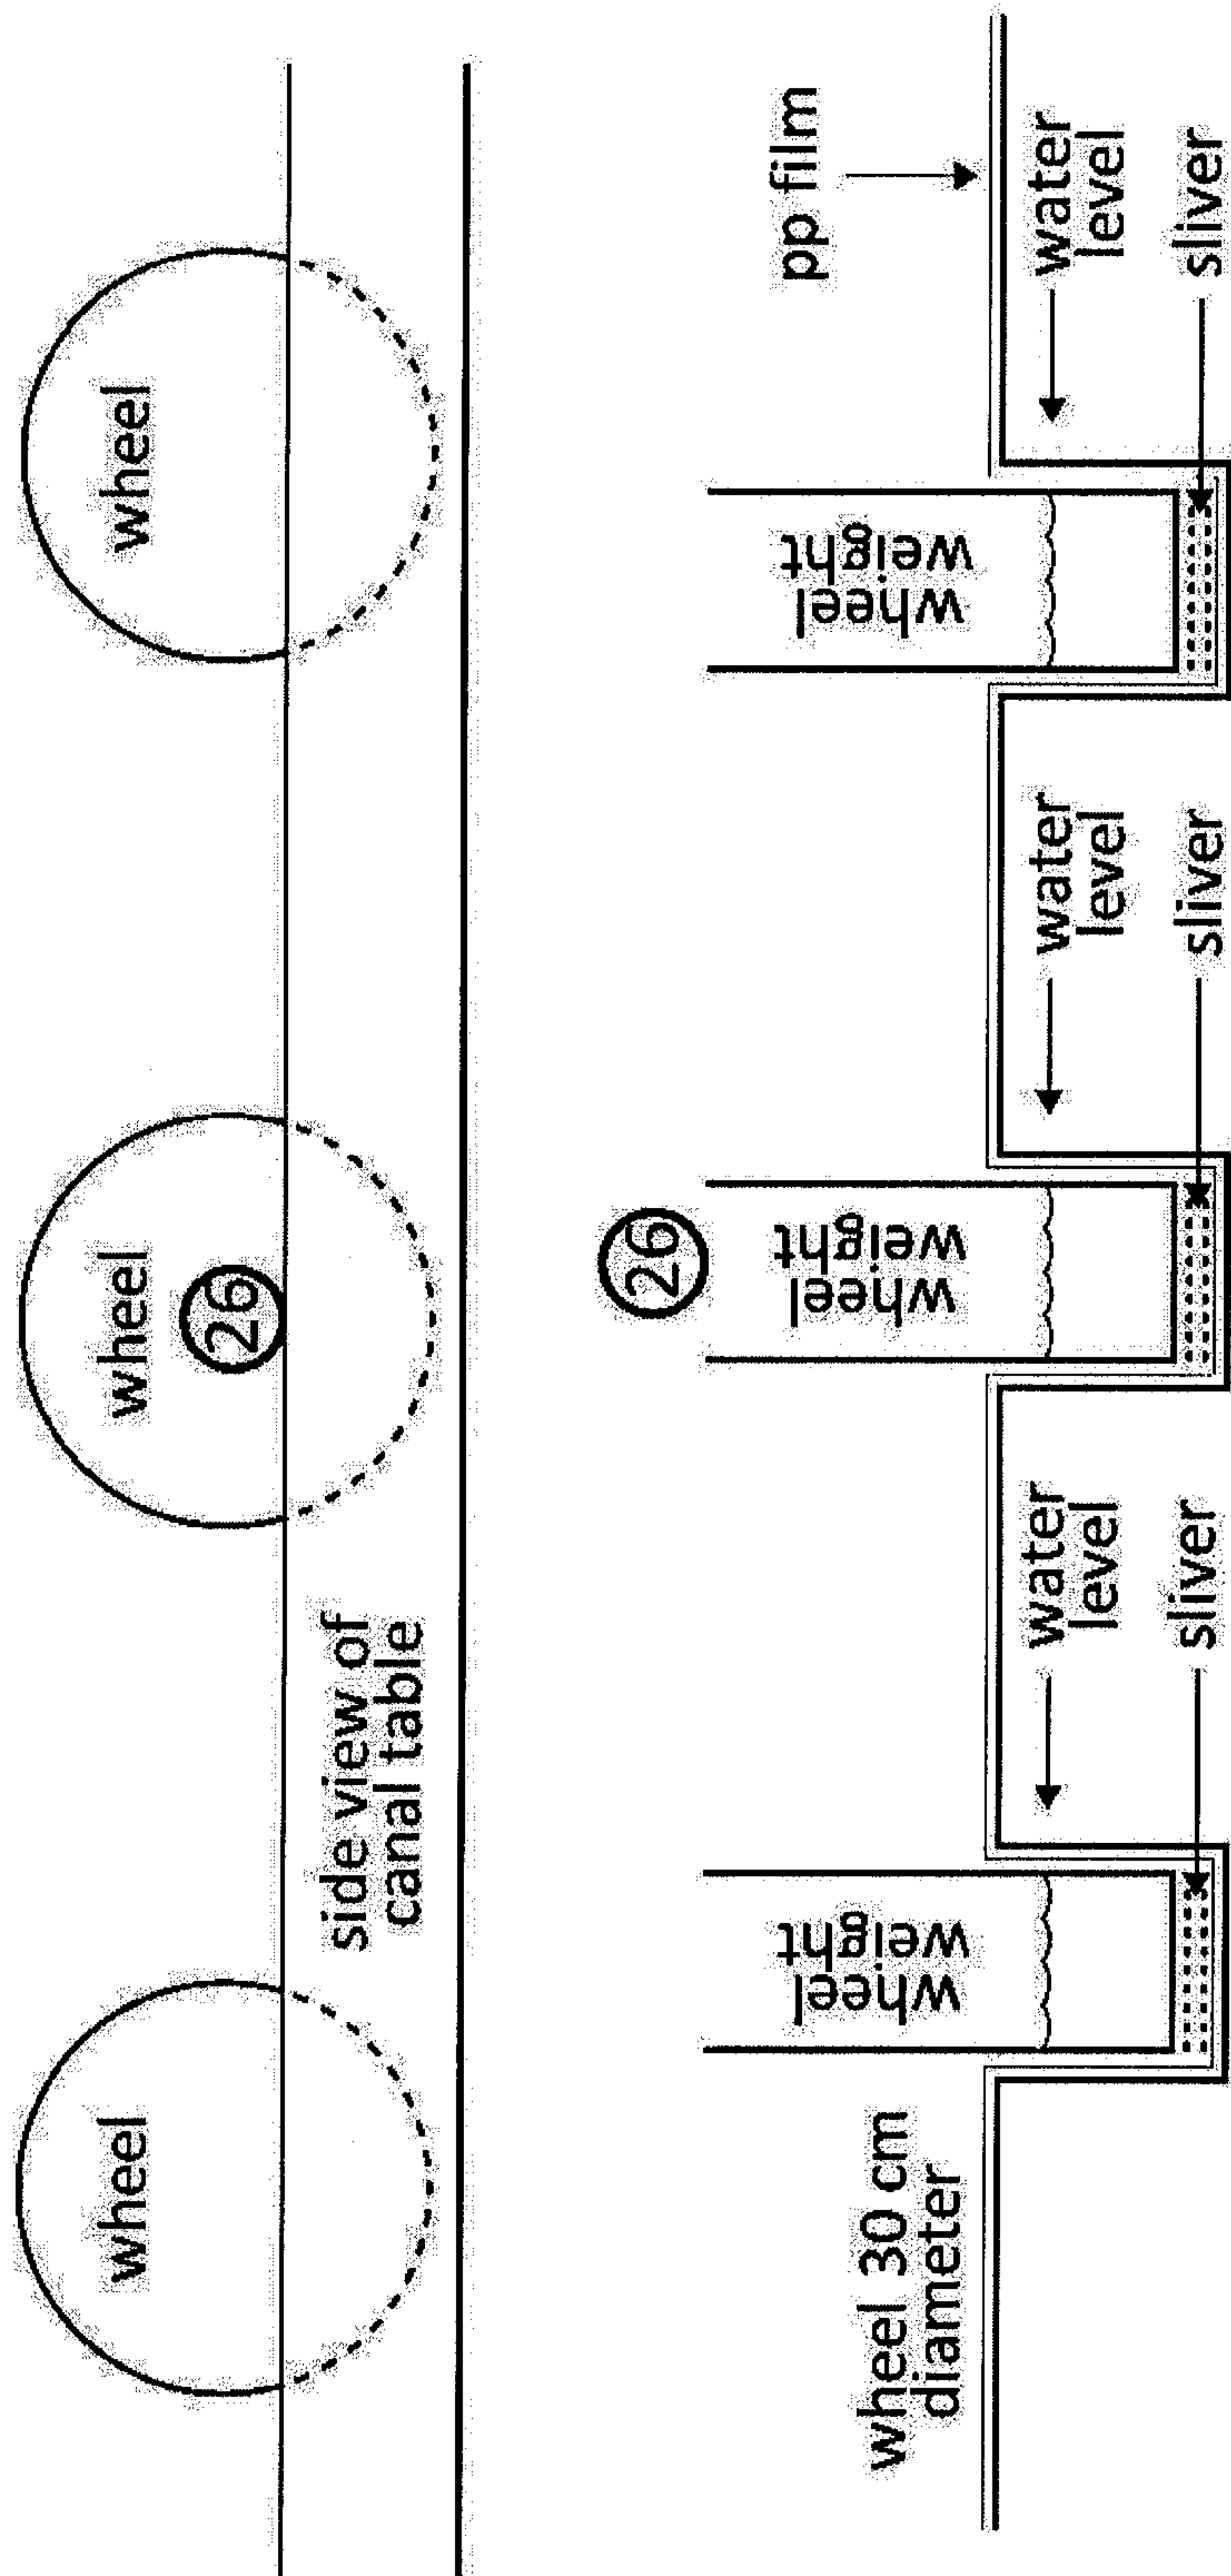 wheel
wheel
wheel
26
side view of
canal table
26
pp film
wheel
weight
wheel
weight
wheel
weight
wheel 30 cm
diameter
water
level
water
level
water
level
sliver
sliver
sliver